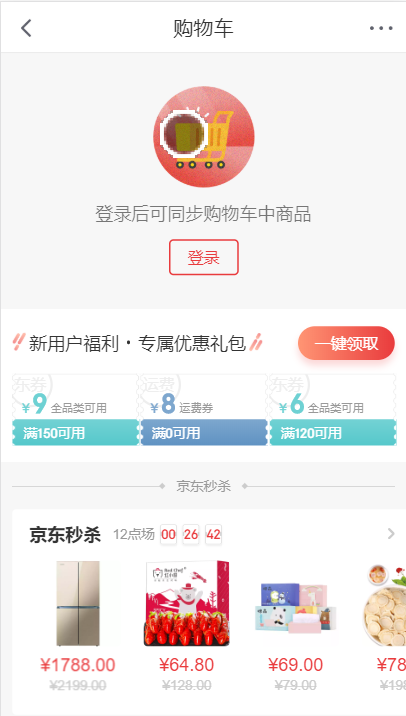 购物车
登录后可同步购物车中商品
登录
新用户福利·专属优惠礼包
一键领取
东券 运费 东券
¥9 全品类可用 ¥8 运费券 ¥6 全品类可用
满150可用 满0可用 满120可用
京东秒杀
京东秒杀 12点场 00 26 42
¥1788.00 ¥64.80 ¥69.00 ¥78
¥2199.00 ¥128.00 ¥79.00 ¥198